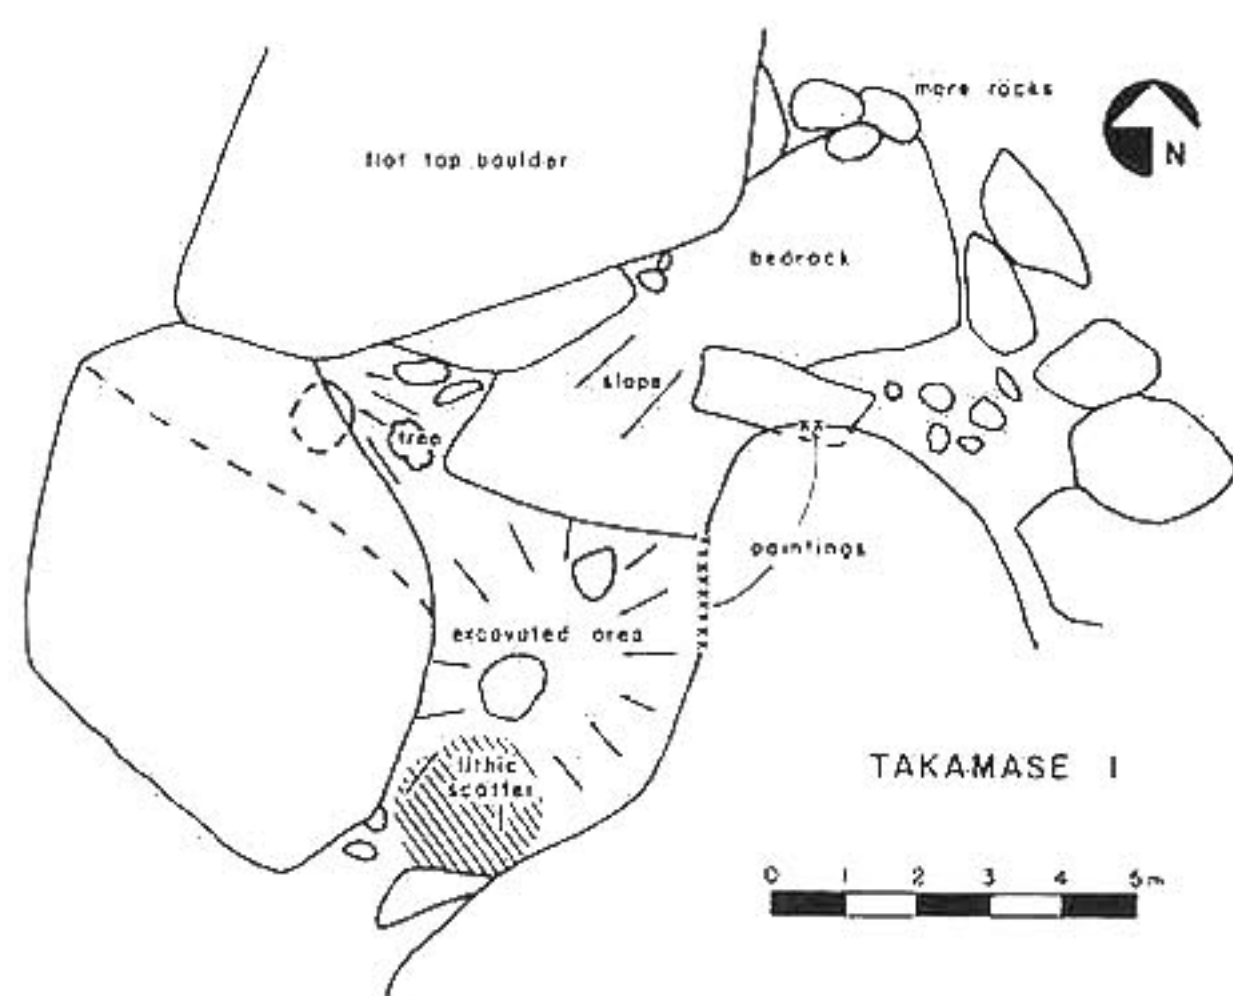 more rocks
flat top boulder
N
bedrock
slope
tree
paintings
excavated area
lithic
scatter
TAKAMASE I
0 1 2 3 4 5m